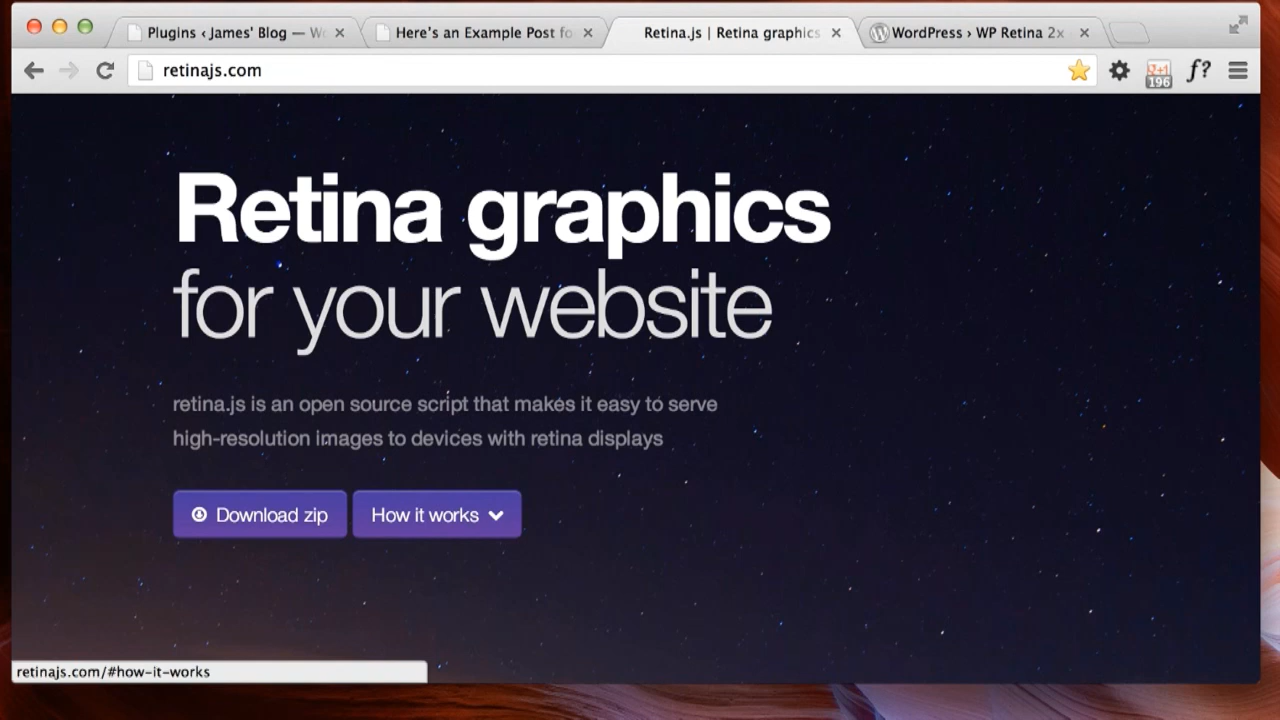 Plugins ‹ James' Blog — W
Here's an Example Post fo
Retina.js | Retina graphics
WordPress › WP Retina 2x
retinajs.com
g+1
196
f?
Retina graphics
for your website
retina.js is an open source script that makes it easy to serve
high-resolution images to devices with retina displays
Download zip
How it works
retinajs.com/#how-it-works